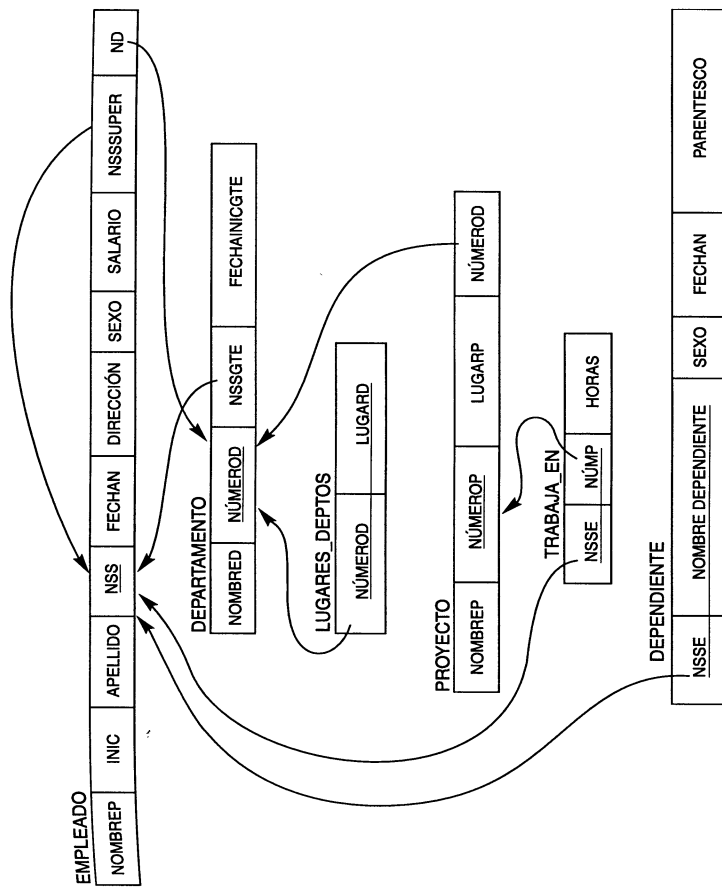 EMPLEADO
NOMBREP INIC APELLIDO NSS FECHAN DIRECCIÓN SEXO SALARIO NSSSUPER ND
DEPARTAMENTO
NOMBRED NÚMEROD NSSGTE FECHAINICGTE
LUGARES_DEPTOS
NÚMEROD LUGARD
PROYECTO
NOMBREP NÚMEROP LUGARP NÚMEROD
TRABAJA_EN
NSSE NÚMP HORAS
DEPENDIENTE
NSSE NOMBRE DEPENDIENTE SEXO FECHAN PARENTESCO